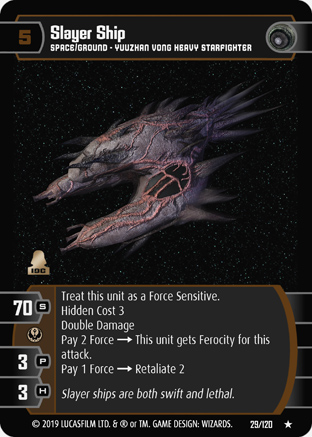 5
Slayer Ship
SPACE/GROUND - YUUZHAN VONG HEAVY STARFIGHTER
IDC
70 S
Treat this unit as a Force Sensitive.
Hidden Cost 3
Double Damage
Pay 2 Force → This unit gets Ferocity for this
attack.
3 P
Pay 1 Force → Retaliate 2
3 H
Slayer ships are both swift and lethal.
© 2019 LUCASFILM LTD. & ® or TM. GAME DESIGN: WIZARDS.
29/120 ★